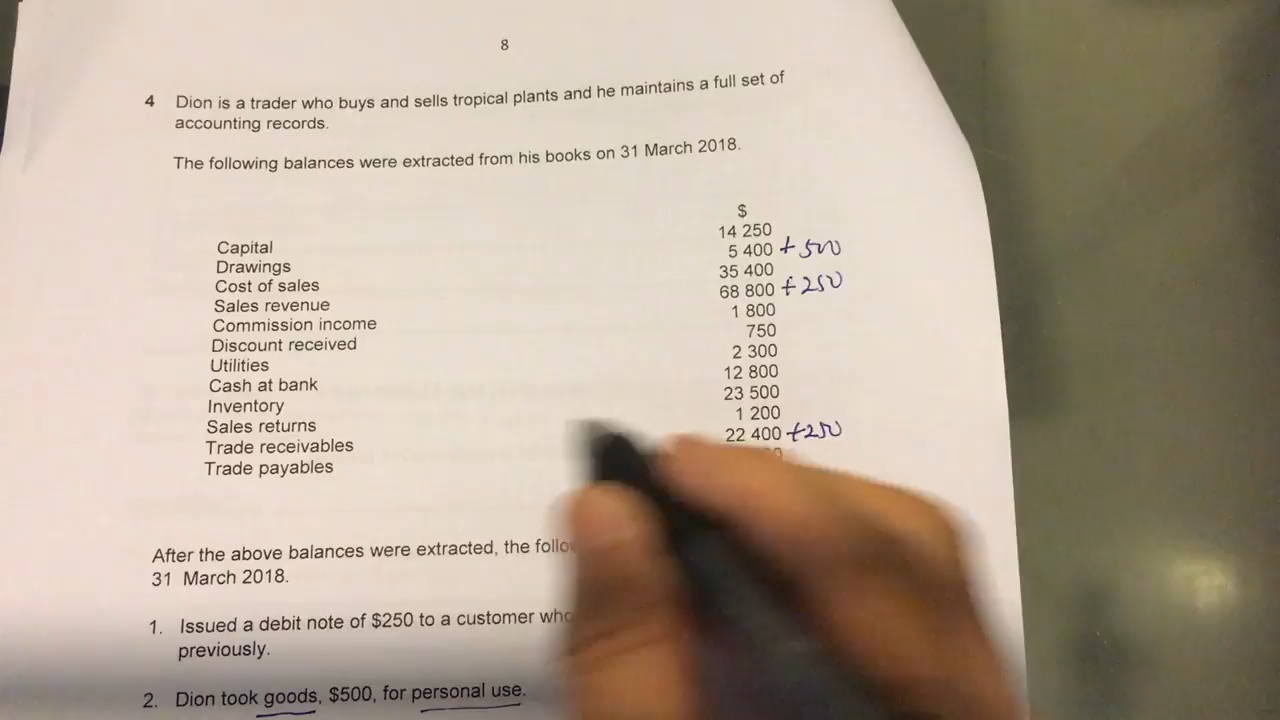 8
4 Dion is a trader who buys and sells tropical plants and he maintains a full set of
accounting records.
The following balances were extracted from his books on 31 March 2018.
$
Capital 14 250
Drawings 5 400 +500
Cost of sales 35 400
Sales revenue 68 800 +250
Commission income 1 800
Discount received 750
Utilities 2 300
Cash at bank 12 800
Inventory 23 500
Sales returns 1 200
Trade receivables 22 400 +250
Trade payables
After the above balances were extracted, the
31 March 2018.
1. Issued a debit note of $250 to a customer
previously.
2. Dion took goods, $500, for personal use.